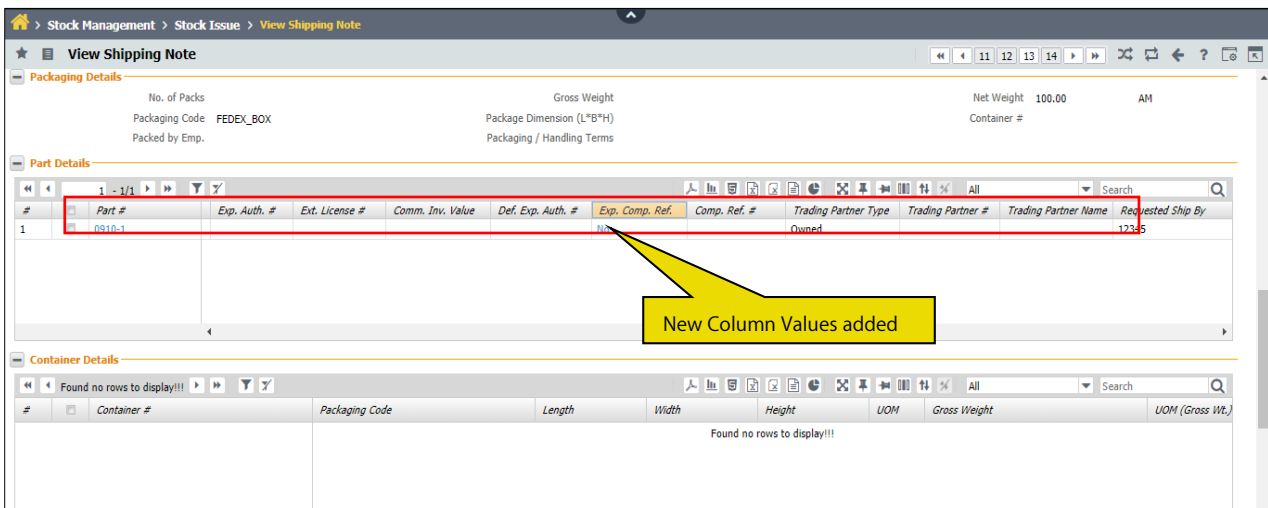 > Stock Management > Stock Issue > View Shipping Note
View Shipping Note 11 12 13 14 ?
Packaging Details
No. of Packs Gross Weight Net Weight 100.00 AM
Packaging Code FEDEX_BOX Package Dimension (L*B*H) Container #
Packed by Emp. Packaging / Handling Terms
Part Details
1 - 1/1 All Search
# Part # Exp. Auth. # Ext. License # Comm. Inv. Value Def. Exp. Auth. # Exp. Comp. Ref. Comp. Ref. # Trading Partner Type Trading Partner # Trading Partner Name Requested Ship By
1 0910-1 No Owned 12345
New Column Values added
Container Details
Found no rows to display!!! All Search
# Container # Packaging Code Length Width Height UOM Gross Weight UOM (Gross Wt.)
Found no rows to display!!!